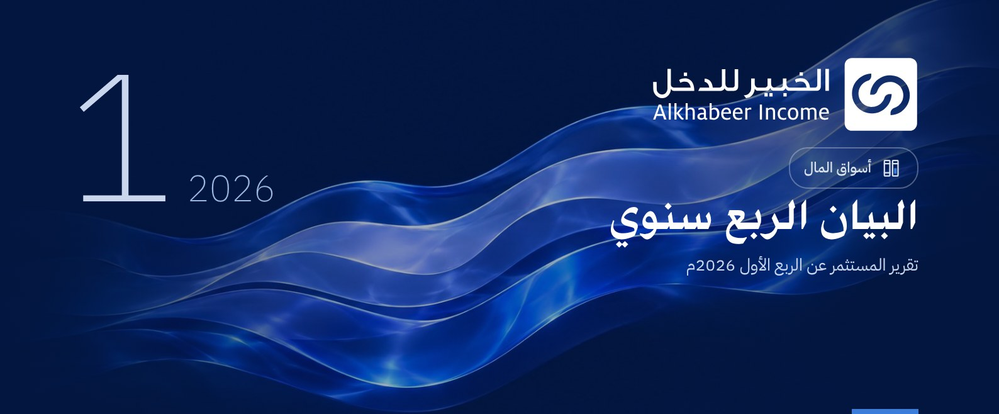 الخبير للدخل
Alkhabeer Income
أسواق المال
البيان الربع سنوي
تقرير المستثمر عن الربع الأول 2026م
1 2026